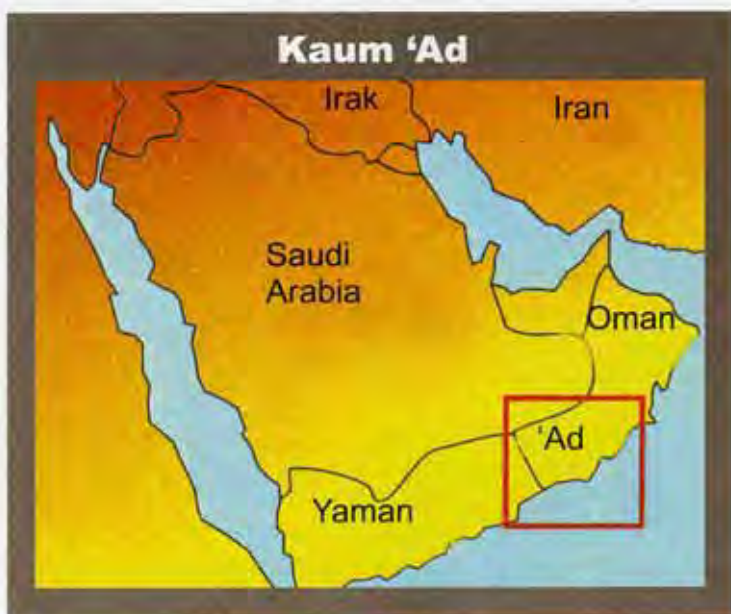 Kaum ‘Ad
Irak
Iran
Saudi
Arabia
Oman
‘Ad
Yaman